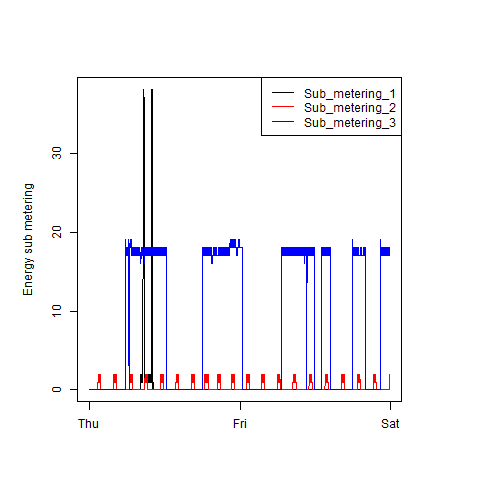 Sub_metering_1
Sub_metering_2
Sub_metering_3
Energy sub metering
30
20
10
0
Thu Fri Sat